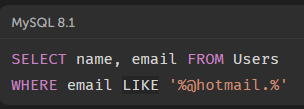 MySQL 8.1
SELECT name, email FROM Users
WHERE email LIKE '%@hotmail.%'